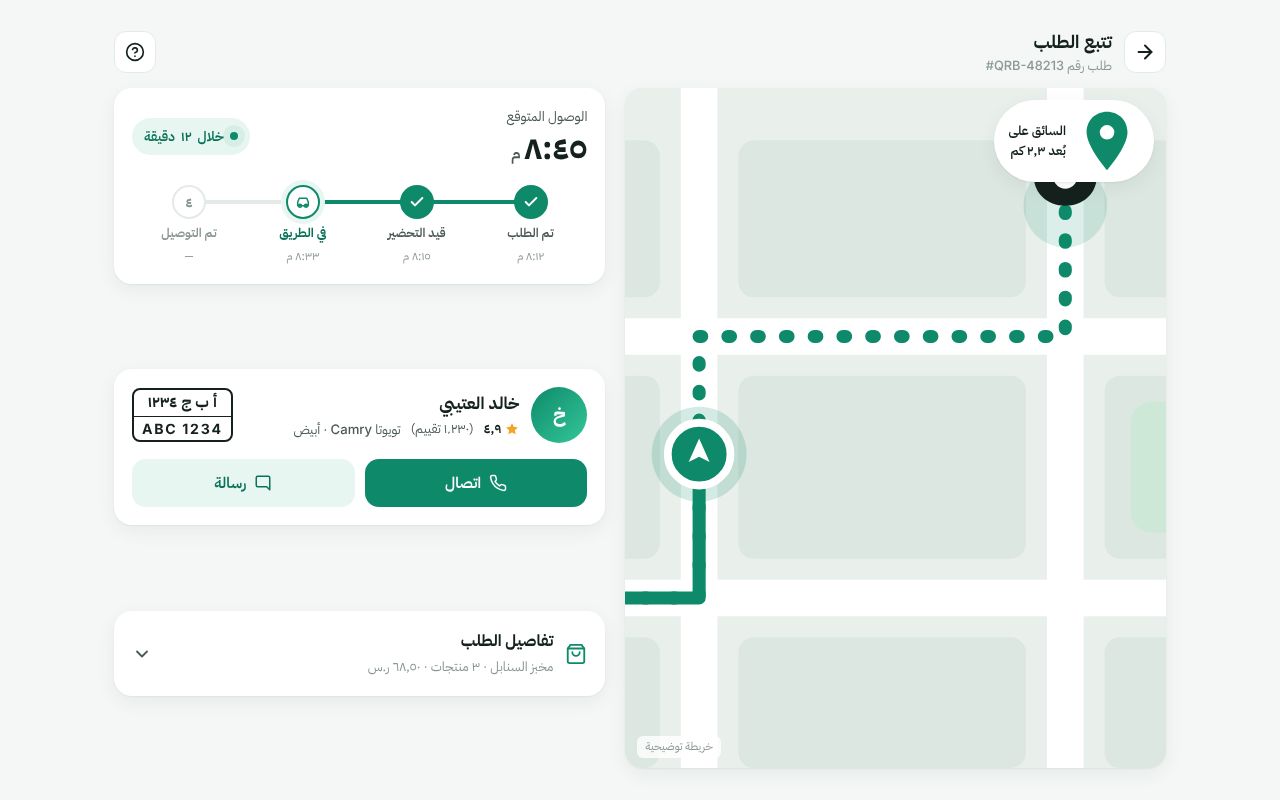 تتبع الطلب
طلب رقم QRB-48213#
السائق على
بُعد ٢,٣ كم
خريطة توضيحية
الوصول المتوقع
٨:٤٥ م
خلال ١٢ دقيقة
تم الطلب
٨:١٢ م
قيد التحضير
٨:١٥ م
في الطريق
٨:٣٣ م
٤
تم التوصيل
—
خ
خالد العتيبي
٤,٩ (١,٢٣٠ تقييم) تويوتا Camry · أبيض
أ ب ج ١٢٣٤
ABC 1234
اتصال
رسالة
تفاصيل الطلب
مخبز السنابل · ٣ منتجات · ٦٨,٥٠ ر.س